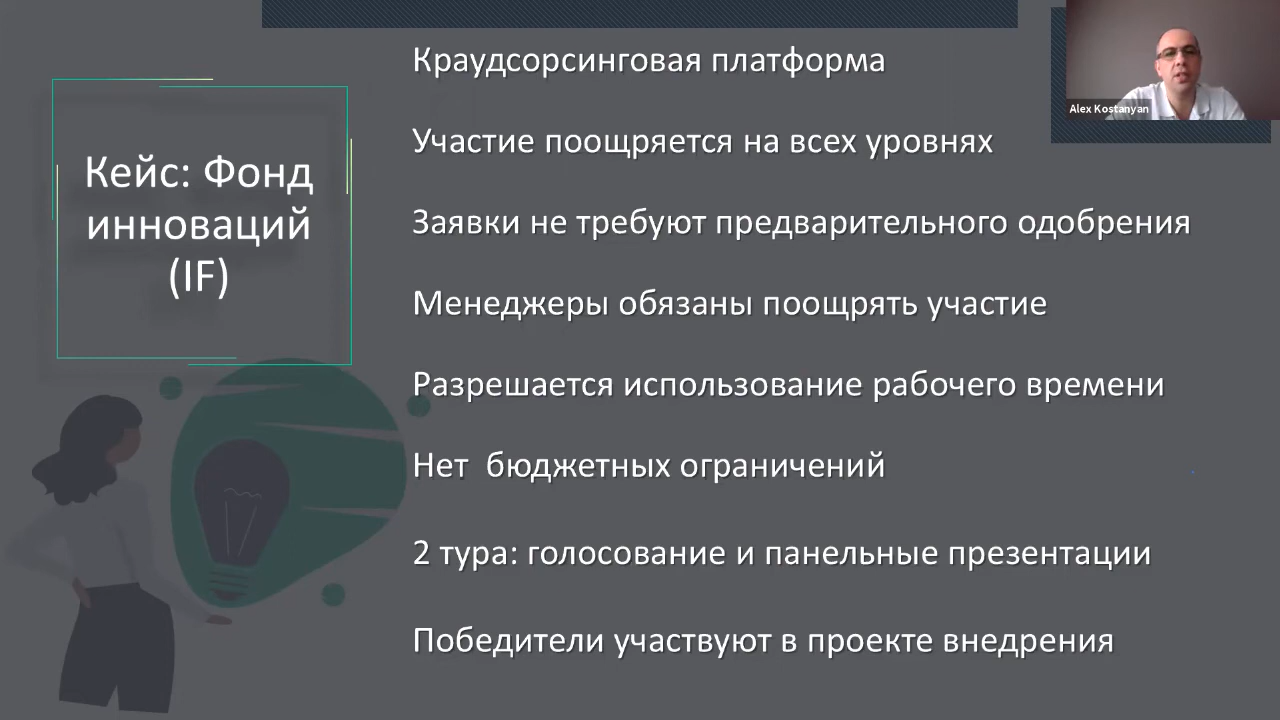 Кейс: Фонд
инноваций
(IF)
Краудсорсинговая платформа
Участие поощряется на всех уровнях
Заявки не требуют предварительного одобрения
Менеджеры обязаны поощрять участие
Разрешается использование рабочего времени
Нет  бюджетных ограничений
2 тура: голосование и панельные презентации
Победители участвуют в проекте внедрения
Alex Kostanyan